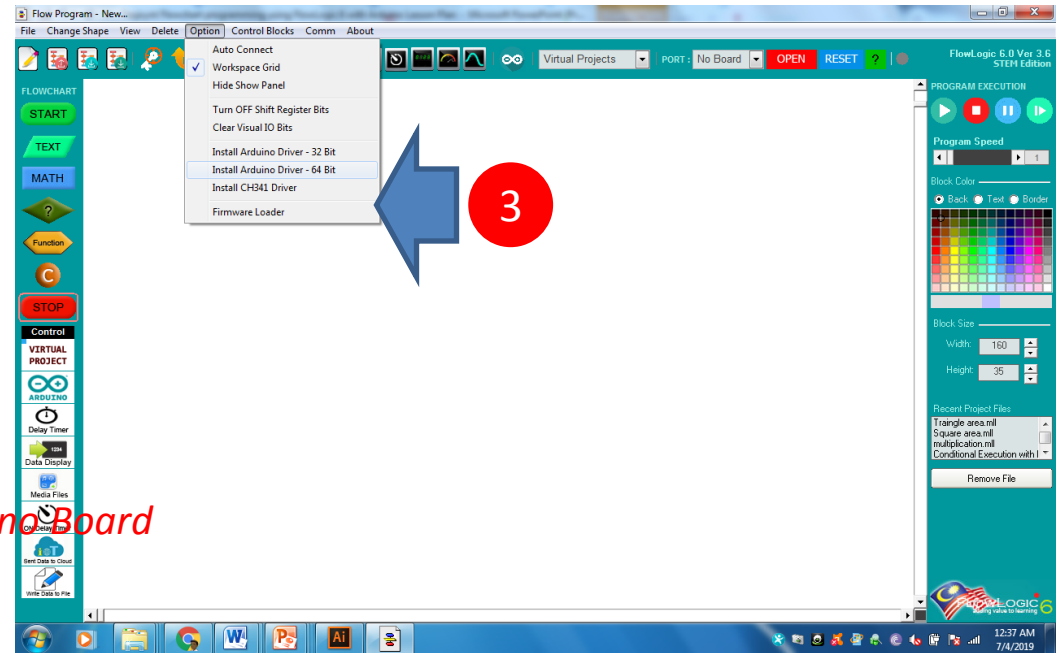 Flow Program - New...
File Change Shape View Delete Option Control Blocks Comm About
Auto Connect
Workspace Grid
Hide Show Panel
Turn OFF Shift Register Bits
Clear Visual IO Bits
Install Arduino Driver - 32 Bit
Install Arduino Driver - 64 Bit
Install CH341 Driver
Firmware Loader
Virtual Projects PORT : No Board OPEN RESET ?
FlowLogic 6.0 Ver 3.6
STEM Edition
FLOWCHART
START
TEXT
MATH
?
Function
C
STOP
Control
VIRTUAL
PROJECT
ARDUINO
Delay Timer
1234
Data Display
Media Files
ON Delay Time
IoT
Sent Data to Cloud
Write Data to File
no Board
3
PROGRAM EXECUTION
Program Speed
1
Block Color
Back Text Border
Block Size
Width: 160
Height: 35
Recent Project Files
Traingle area.mll
Square area.mll
multiplication.mll
Conditional Execution with I
Remove File
FLOWLOGIC 6
Adding value to learning
12:37 AM
7/4/2019